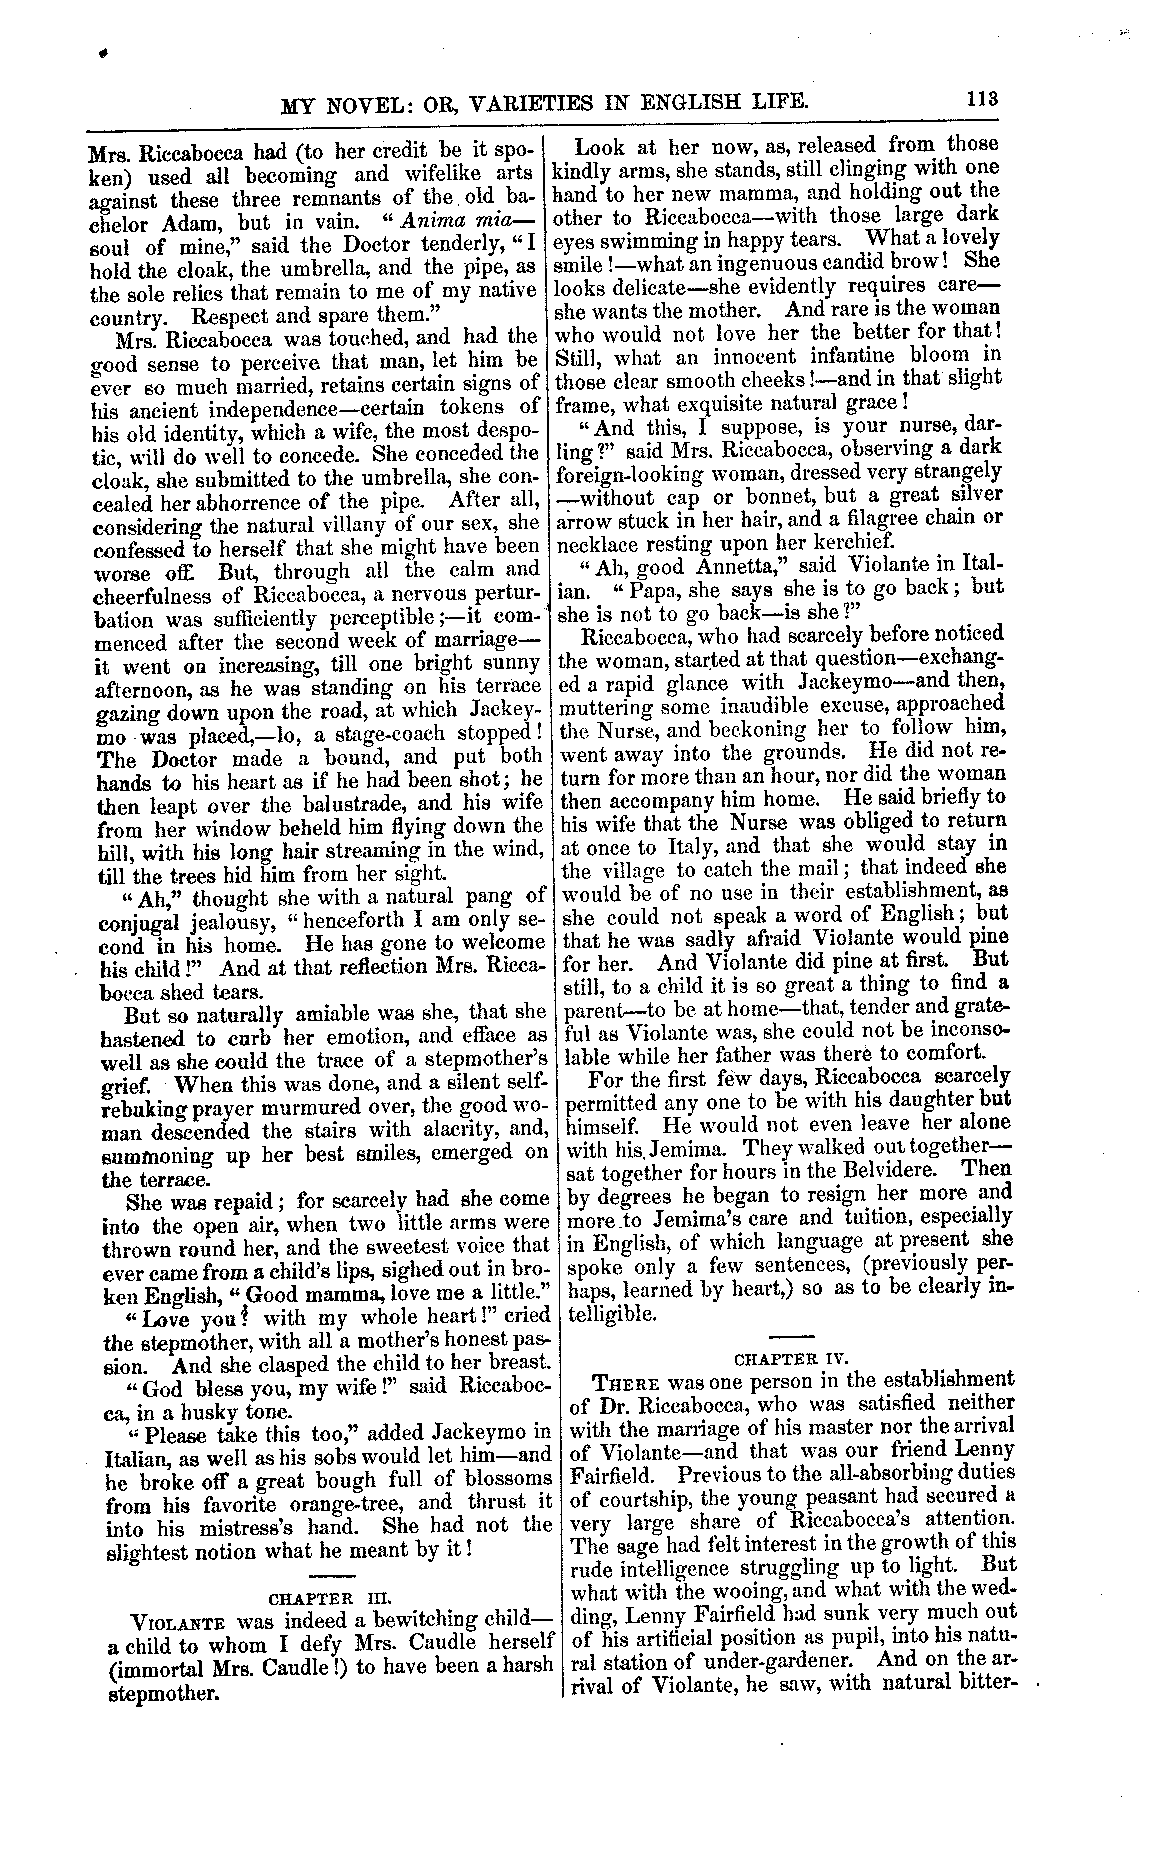 MY NOVEL: OR, VARIETIES IN ENGLISH LIFE. 113
Mrs. Riccabocca had (to her credit be it spo-
ken) used all becoming and wifelike arts
against these three remnants of the old ba-
chelor Adam, but in vain. "Anima mia—
soul of mine," said the Doctor tenderly, "I
hold the cloak, the umbrella, and the pipe, as
the sole relics that remain to me of my native
country. Respect and spare them."
Mrs. Riccabocca was touched, and had the
good sense to perceive that man, let him be
ever so much married, retains certain signs of
his ancient independence—certain tokens of
his old identity, which a wife, the most despo-
tic, will do well to concede. She conceded the
cloak, she submitted to the umbrella, she con-
cealed her abhorrence of the pipe. After all,
considering the natural villany of our sex, she
confessed to herself that she might have been
worse off. But, through all the calm and
cheerfulness of Riccabocca, a nervous pertur-
bation was sufficiently perceptible;—it com-
menced after the second week of marriage—
it went on increasing, till one bright sunny
afternoon, as he was standing on his terrace
gazing down upon the road, at which Jackey-
mo was placed,—lo, a stage-coach stopped!
The Doctor made a bound, and put both
hands to his heart as if he had been shot; he
then leapt over the balustrade, and his wife
from her window beheld him flying down the
hill, with his long hair streaming in the wind,
till the trees hid him from her sight.
"Ah," thought she with a natural pang of
conjugal jealousy, "henceforth I am only se-
cond in his home. He has gone to welcome
his child!" And at that reflection Mrs. Ricca-
bocca shed tears.
But so naturally amiable was she, that she
hastened to curb her emotion, and efface as
well as she could the trace of a stepmother's
grief. When this was done, and a silent self-
rebuking prayer murmured over, the good wo-
man descended the stairs with alacrity, and,
summoning up her best smiles, emerged on
the terrace.
She was repaid; for scarcely had she come
into the open air, when two little arms were
thrown round her, and the sweetest voice that
ever came from a child's lips, sighed out in bro-
ken English, "Good mamma, love me a little."
"Love you? with my whole heart!" cried
the stepmother, with all a mother's honest pas-
sion. And she clasped the child to her breast.
"God bless you, my wife!" said Riccaboc-
ca, in a husky tone.
"Please take this too," added Jackeymo in
Italian, as well as his sobs would let him—and
he broke off a great bough full of blossoms
from his favorite orange-tree, and thrust it
into his mistress's hand. She had not the
slightest notion what he meant by it!
CHAPTER III.
VIOLANTE was indeed a bewitching child—
a child to whom I defy Mrs. Caudle herself
(immortal Mrs. Caudle!) to have been a harsh
stepmother.
Look at her now, as, released from those
kindly arms, she stands, still clinging with one
hand to her new mamma, and holding out the
other to Riccabocca—with those large dark
eyes swimming in happy tears. What a lovely
smile!—what an ingenuous candid brow! She
looks delicate—she evidently requires care—
she wants the mother. And rare is the woman
who would not love her the better for that!
Still, what an innocent infantine bloom in
those clear smooth cheeks!—and in that slight
frame, what exquisite natural grace!
"And this, I suppose, is your nurse, dar-
ling?" said Mrs. Riccabocca, observing a dark
foreign-looking woman, dressed very strangely
—without cap or bonnet, but a great silver
arrow stuck in her hair, and a filagree chain or
necklace resting upon her kerchief.
"Ah, good Annetta," said Violante in Ital-
ian. "Papa, she says she is to go back; but
she is not to go back—is she?"
Riccabocca, who had scarcely before noticed
the woman, started at that question—exchang-
ed a rapid glance with Jackeymo—and then,
muttering some inaudible excuse, approached
the Nurse, and beckoning her to follow him,
went away into the grounds. He did not re-
turn for more than an hour, nor did the woman
then accompany him home. He said briefly to
his wife that the Nurse was obliged to return
at once to Italy, and that she would stay in
the village to catch the mail; that indeed she
would be of no use in their establishment, as
she could not speak a word of English; but
that he was sadly afraid Violante would pine
for her. And Violante did pine at first. But
still, to a child it is so great a thing to find a
parent—to be at home—that, tender and grate-
ful as Violante was, she could not be inconso-
lable while her father was there to comfort.
For the first few days, Riccabocca scarcely
permitted any one to be with his daughter but
himself. He would not even leave her alone
with his Jemima. They walked out together—
sat together for hours in the Belvidere. Then
by degrees he began to resign her more and
more to Jemima's care and tuition, especially
in English, of which language at present she
spoke only a few sentences, (previously per-
haps, learned by heart,) so as to be clearly in-
telligible.
CHAPTER IV.
THERE was one person in the establishment
of Dr. Riccabocca, who was satisfied neither
with the marriage of his master nor the arrival
of Violante—and that was our friend Lenny
Fairfield. Previous to the all-absorbing duties
of courtship, the young peasant had secured a
very large share of Riccabocca's attention.
The sage had felt interest in the growth of this
rude intelligence struggling up to light. But
what with the wooing, and what with the wed-
ding, Lenny Fairfield had sunk very much out
of his artificial position as pupil, into his natu-
ral station of under-gardener. And on the ar-
rival of Violante, he saw, with natural bitter-